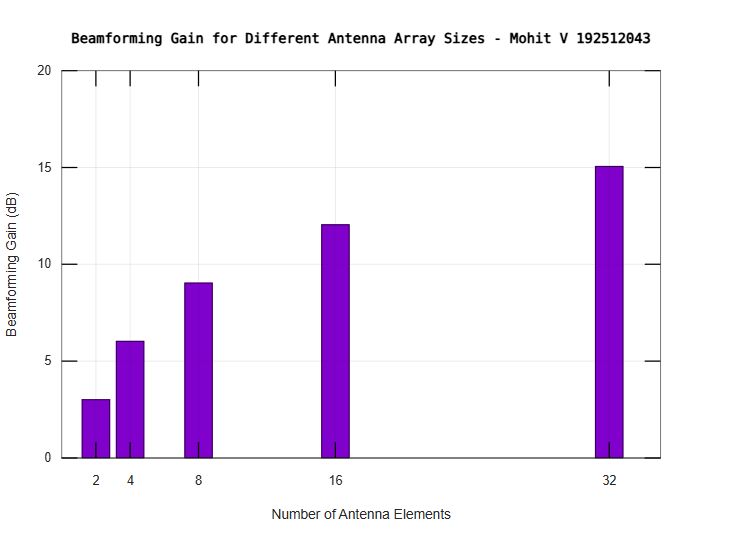 Beamforming Gain for Different Antenna Array Sizes - Mohit V 192512043
20
15
10
5
0
Beamforming Gain (dB)
2 4 8 16 32
Number of Antenna Elements